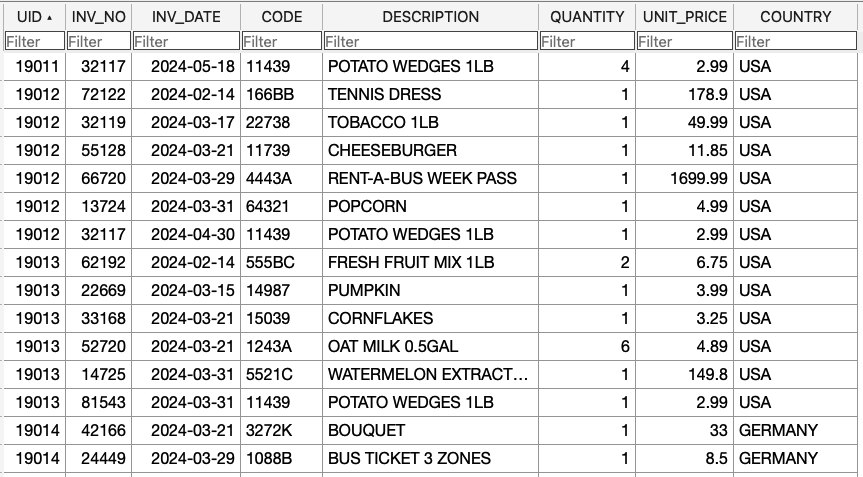 UID INV_NO INV_DATE CODE DESCRIPTION QUANTITY UNIT_PRICE COUNTRY
Filter Filter Filter Filter Filter Filter Filter Filter
19011 32117 2024-05-18 11439 POTATO WEDGES 1LB 4 2.99 USA
19012 72122 2024-02-14 166BB TENNIS DRESS 1 178.9 USA
19012 32119 2024-03-17 22738 TOBACCO 1LB 1 49.99 USA
19012 55128 2024-03-21 11739 CHEESEBURGER 1 11.85 USA
19012 66720 2024-03-29 4443A RENT-A-BUS WEEK PASS 1 1699.99 USA
19012 13724 2024-03-31 64321 POPCORN 1 4.99 USA
19012 32117 2024-04-30 11439 POTATO WEDGES 1LB 1 2.99 USA
19013 62192 2024-02-14 555BC FRESH FRUIT MIX 1LB 2 6.75 USA
19013 22669 2024-03-15 14987 PUMPKIN 1 3.99 USA
19013 33168 2024-03-21 15039 CORNFLAKES 1 3.25 USA
19013 52720 2024-03-21 1243A OAT MILK 0.5GAL 6 4.89 USA
19013 14725 2024-03-31 5521C WATERMELON EXTRACT... 1 149.8 USA
19013 81543 2024-03-31 11439 POTATO WEDGES 1LB 1 2.99 USA
19014 42166 2024-03-21 3272K BOUQUET 1 33 GERMANY
19014 24449 2024-03-29 1088B BUS TICKET 3 ZONES 1 8.5 GERMANY